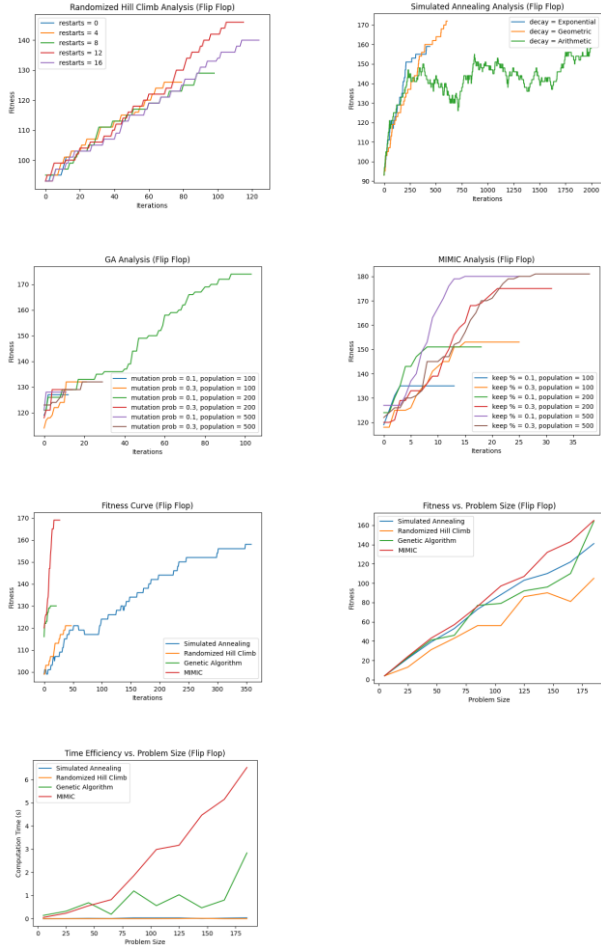 Randomized Hill Climb Analysis (Flip Flop)
restarts = 0
restarts = 4
restarts = 8
restarts = 12
restarts = 16
140
130
120
110
100
Fitness
0 20 40 60 80 100 120
Iterations
Simulated Annealing Analysis (Flip Flop)
decay = Exponential
decay = Geometric
decay = Arithmetic
170
160
150
140
130
120
110
100
90
Fitness
0 250 500 750 1000 1250 1500 1750 2000
Iterations
GA Analysis (Flip Flop)
170
160
150
140
130
120
Fitness
mutation prob = 0.1, population = 100
mutation prob = 0.3, population = 100
mutation prob = 0.1, population = 200
mutation prob = 0.3, population = 200
mutation prob = 0.1, population = 500
mutation prob = 0.3, population = 500
0 20 40 60 80 100
Iterations
MIMIC Analysis (Flip Flop)
180
170
160
150
140
130
120
Fitness
keep % = 0.1, population = 100
keep % = 0.3, population = 100
keep % = 0.1, population = 200
keep % = 0.3, population = 200
keep % = 0.1, population = 500
keep % = 0.3, population = 500
0 5 10 15 20 25 30 35
Iterations
Fitness Curve (Flip Flop)
170
160
150
140
130
120
110
100
Fitness
Simulated Annealing
Randomized Hill Climb
Genetic Algorithm
MIMIC
0 50 100 150 200 250 300 350
Iterations
Fitness vs. Problem Size (Flip Flop)
Simulated Annealing
Randomized Hill Climb
Genetic Algorithm
MIMIC
160
140
120
100
80
60
40
20
0
Fitness
0 25 50 75 100 125 150 175
Problem Size
Time Efficiency vs. Problem Size (Flip Flop)
Simulated Annealing
Randomized Hill Climb
Genetic Algorithm
MIMIC
6
5
4
3
2
1
0
Computation Time (s)
0 25 50 75 100 125 150 175
Problem Size